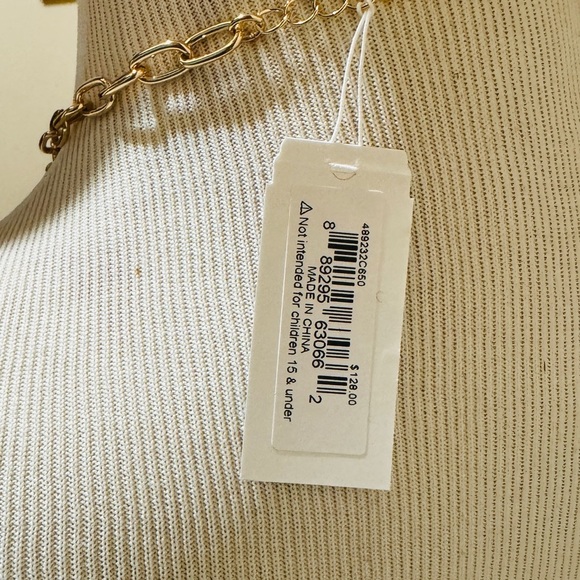 489232C650
8 89295 63066 2
$128.00
MADE IN CHINA
⚠ Not intended for children 15 & under